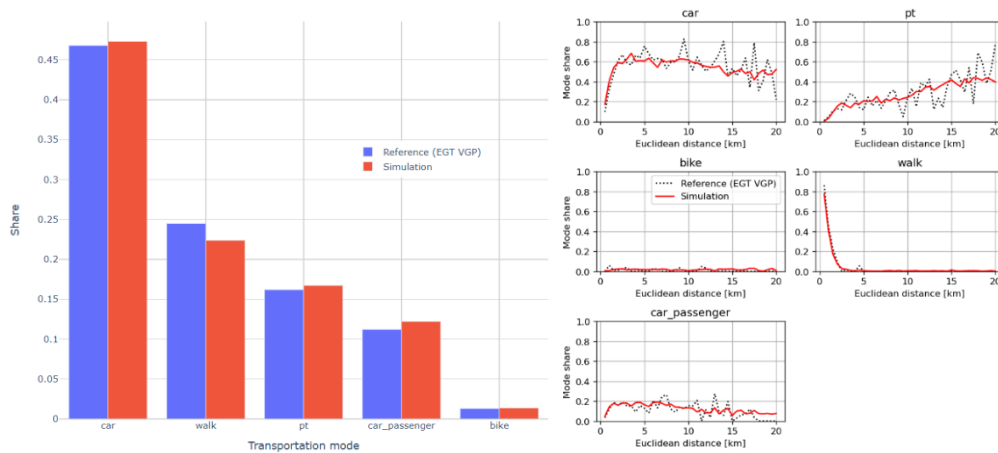 0.45
0.4
0.35
0.3
0.25
0.2
0.15
0.1
0.05
0
Share
car
walk
pt
car_passenger
bike
Transportation mode
Reference (EGT VGP)
Simulation
car
1.0
0.8
0.6
0.4
0.2
0.0
Mode share
0
5
10
15
20
Euclidean distance [km]
pt
1.0
0.8
0.6
0.4
0.2
0.0
0
5
10
15
20
Euclidean distance [km]
bike
1.0
0.8
0.6
0.4
0.2
0.0
Mode share
Reference (EGT VGP)
Simulation
0
5
10
15
20
Euclidean distance [km]
walk
1.0
0.8
0.6
0.4
0.2
0.0
0
5
10
15
20
Euclidean distance [km]
car_passenger
1.0
0.8
0.6
0.4
0.2
0.0
Mode share
0
5
10
15
20
Euclidean distance [km]